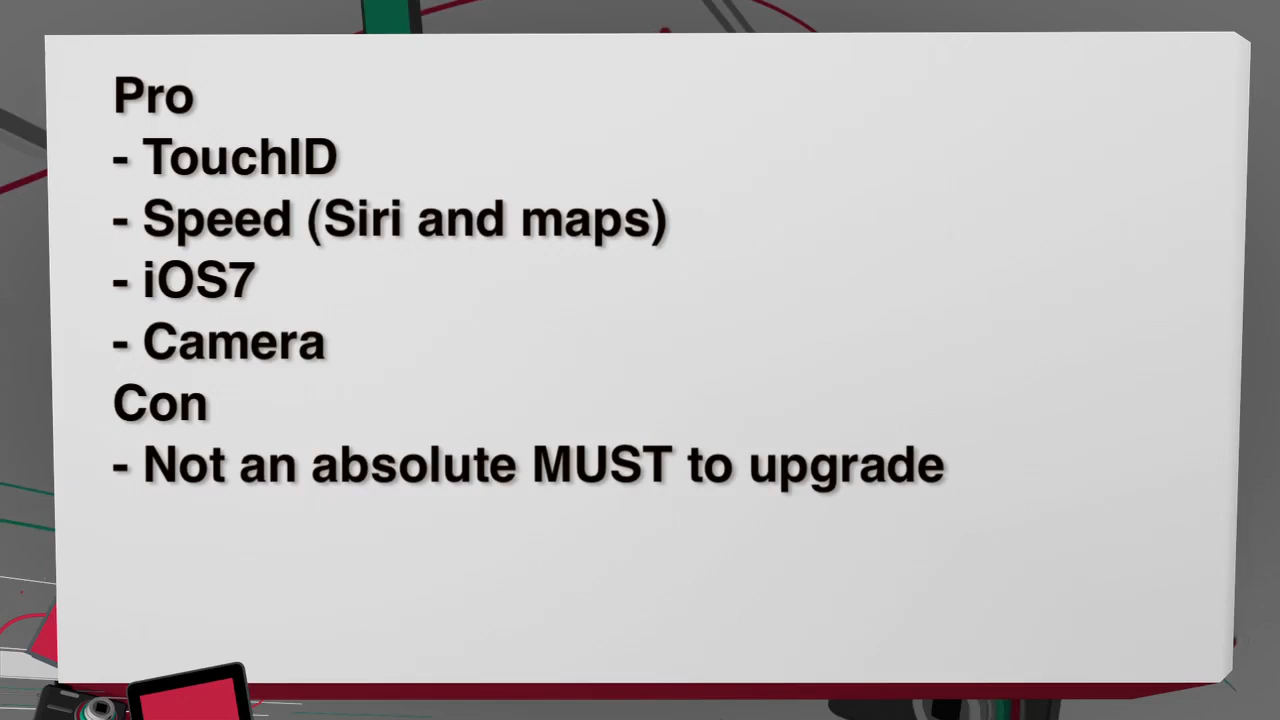 Pro
- TouchID
- Speed (Siri and maps)
- iOS7
- Camera
Con
- Not an absolute MUST to upgrade